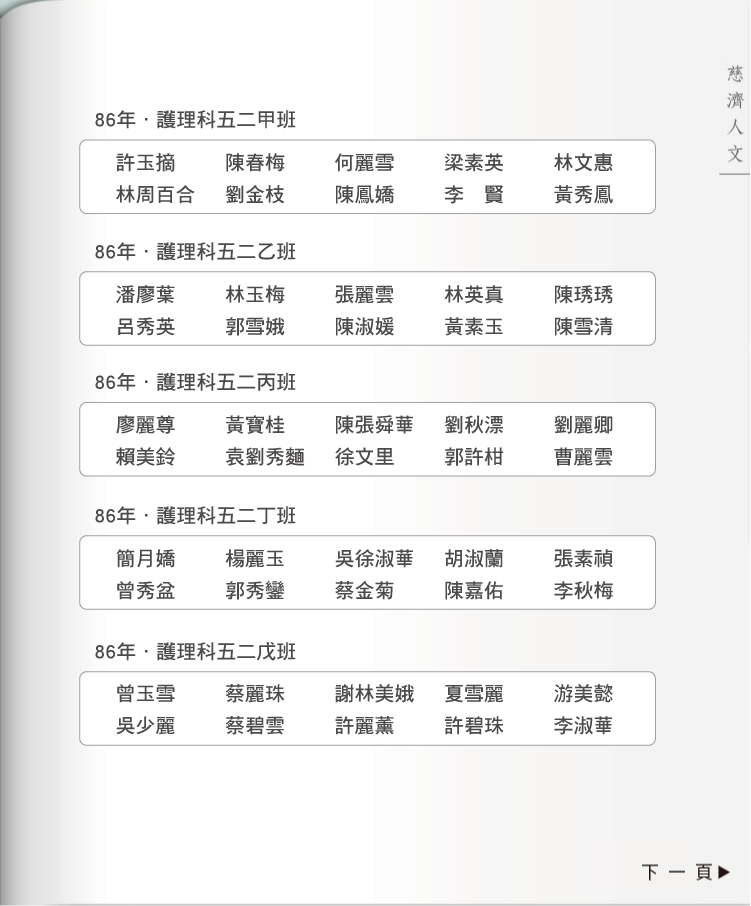 慈濟人文
86年．護理科五二甲班
許玉摘 陳春梅 何麗雪 梁素英 林文惠
林周百合 劉金枝 陳鳳嬌 李　賢 黃秀鳳
86年．護理科五二乙班
潘廖葉 林玉梅 張麗雲 林英真 陳琇琇
呂秀英 郭雪娥 陳淑媛 黃素玉 陳雪清
86年．護理科五二丙班
廖麗尊 黃寶桂 陳張舜華 劉秋漂 劉麗卿
賴美鈴 袁劉秀麵 徐文里 郭許柑 曹麗雲
86年．護理科五二丁班
簡月嬌 楊麗玉 吳徐淑華 胡淑蘭 張素禎
曾秀盆 郭秀鑾 蔡金菊 陳嘉佑 李秋梅
86年．護理科五二戊班
曾玉雪 蔡麗珠 謝林美娥 夏雪麗 游美懿
吳少麗 蔡碧雲 許麗薰 許碧珠 李淑華
下一頁▶